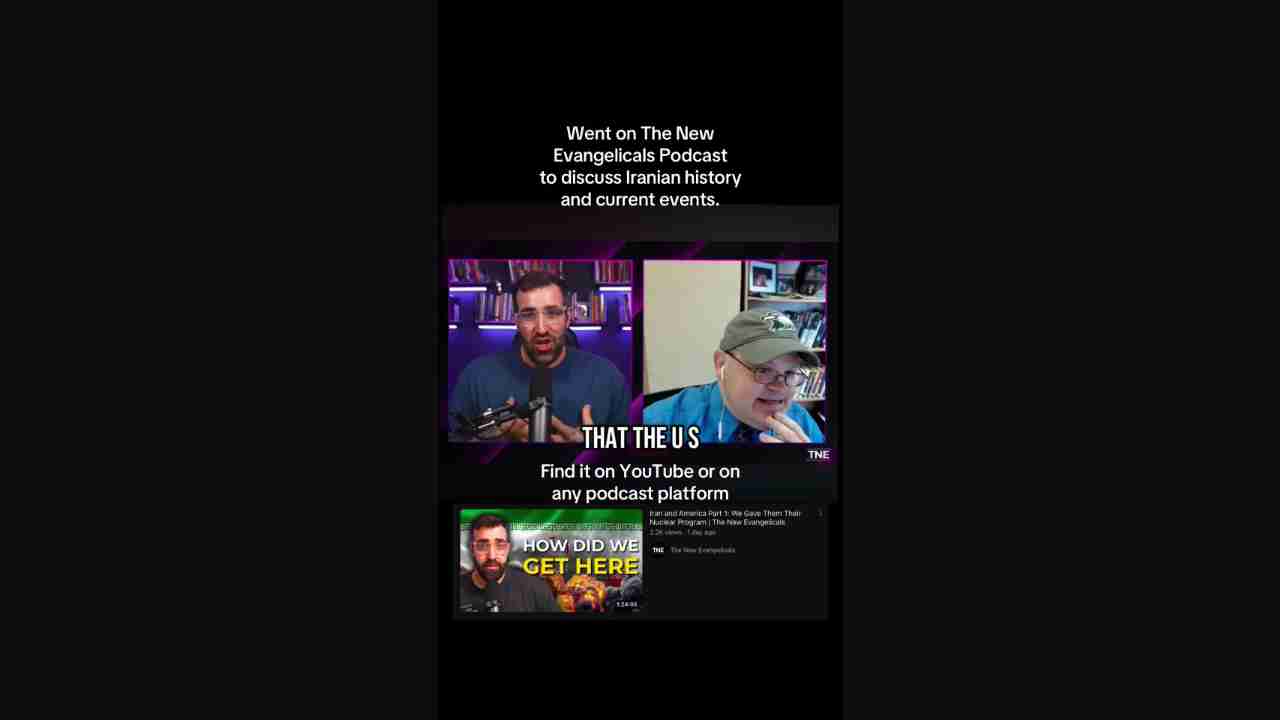 Went on The New
Evangelicals Podcast
to discuss Iranian history
and current events.
THAT THE U S
TNE
Find it on YouTube or on
any podcast platform
HOW DID WE
GET HERE
1:24:03
Iran and America Part 1: We Gave Them Their
Nuclear Program | The New Evangelicals
2.2K views · 1 day ago
TNE The New Evangelicals